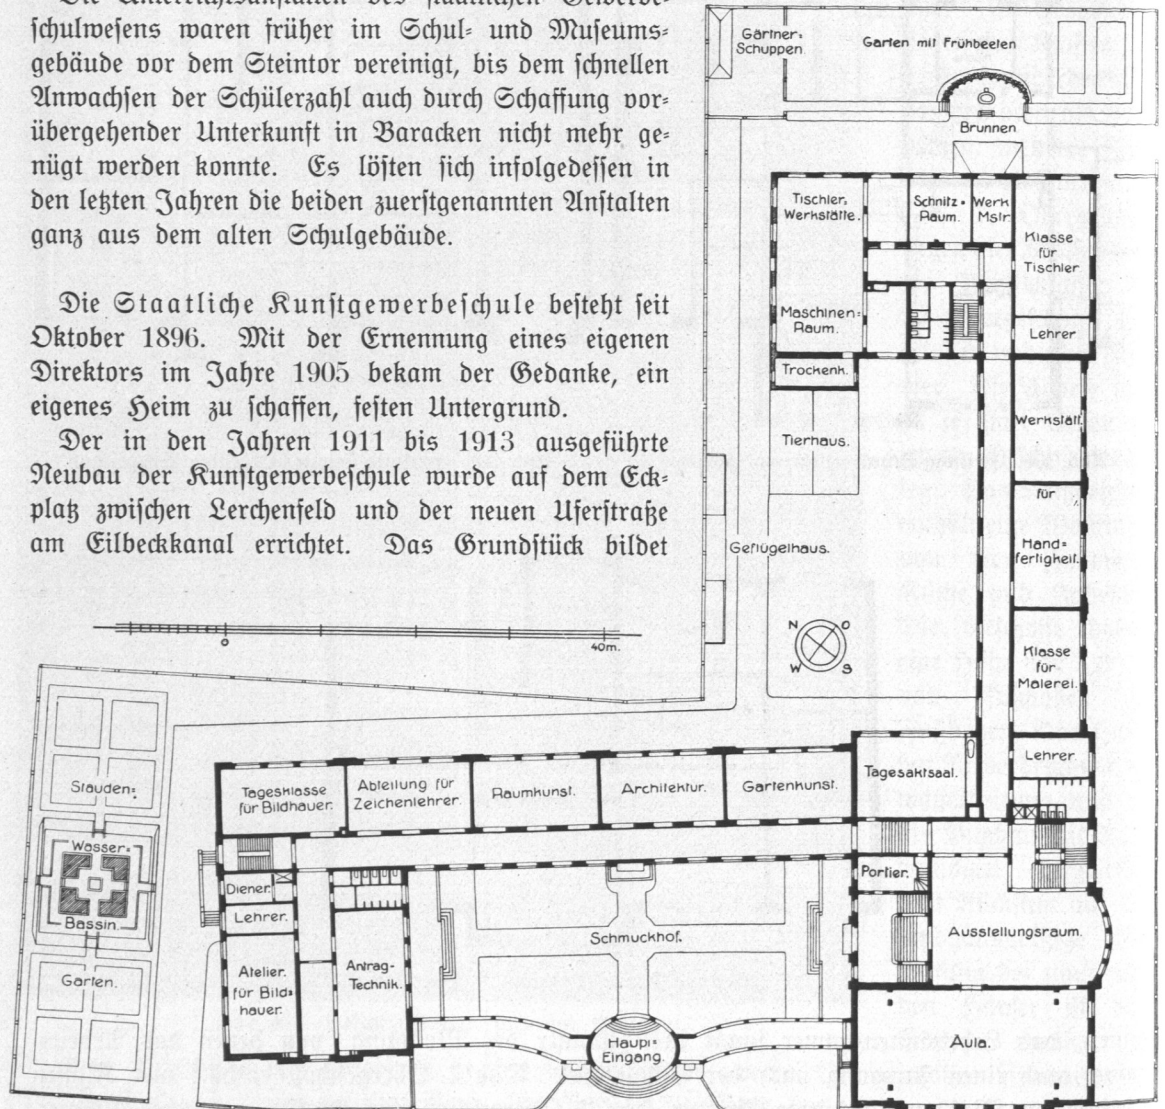 Die Unterrichtsanstalten des staatlichen Gewerbe-
schulwesens waren früher im Schul- und Museums-
gebäude vor dem Steintor vereinigt, bis dem schnellen
Anwachsen der Schülerzahl auch durch Schaffung vor-
übergehender Unterkunft in Baracken nicht mehr ge-
nügt werden konnte. Es lösten sich infolgedessen in
den letzten Jahren die beiden zuerstgenannten Anstalten
ganz aus dem alten Schulgebäude.
Die Staatliche Kunstgewerbeschule besteht seit
Oktober 1896. Mit der Ernennung eines eigenen
Direktors im Jahre 1905 bekam der Gedanke, ein
eigenes Heim zu schaffen, festen Untergrund.
Der in den Jahren 1911 bis 1913 ausgeführte
Neubau der Kunstgewerbeschule wurde auf dem Eck-
platz zwischen Lerchenfeld und der neuen Uferstraße
am Eilbeckkanal errichtet. Das Grundstück bildet
Gärtner=
Schuppen.
Garten mit Frühbeeten.
Brunnen.
Tischler,
Werkstätte.
Schnitz=
Raum.
Werk
Mstr.
Klasse
für
Tischler
Maschinen=
Raum.
Lehrer
Trockenk.
Tierhaus.
Werkstätt.
für
Hand=
fertigkeit.
Geflügelhaus.
N O
W S
0 40m.
Klasse
für
Malerei.
Lehrer
Stauden=
Wasser=
Bassin.
Garten.
Tagesklasse
für Bildhauer.
Abteilung für
Zeichenlehrer.
Raumkunst.
Architektur.
Gartenkunst.
Tagesaktsaal.
Diener.
Lehrer.
Atelier.
für Bild=
hauer.
Antrag-
Technik.
Schmuckhof.
Portier.
Ausstellungsraum.
Haupt=
Eingang.
Aula.